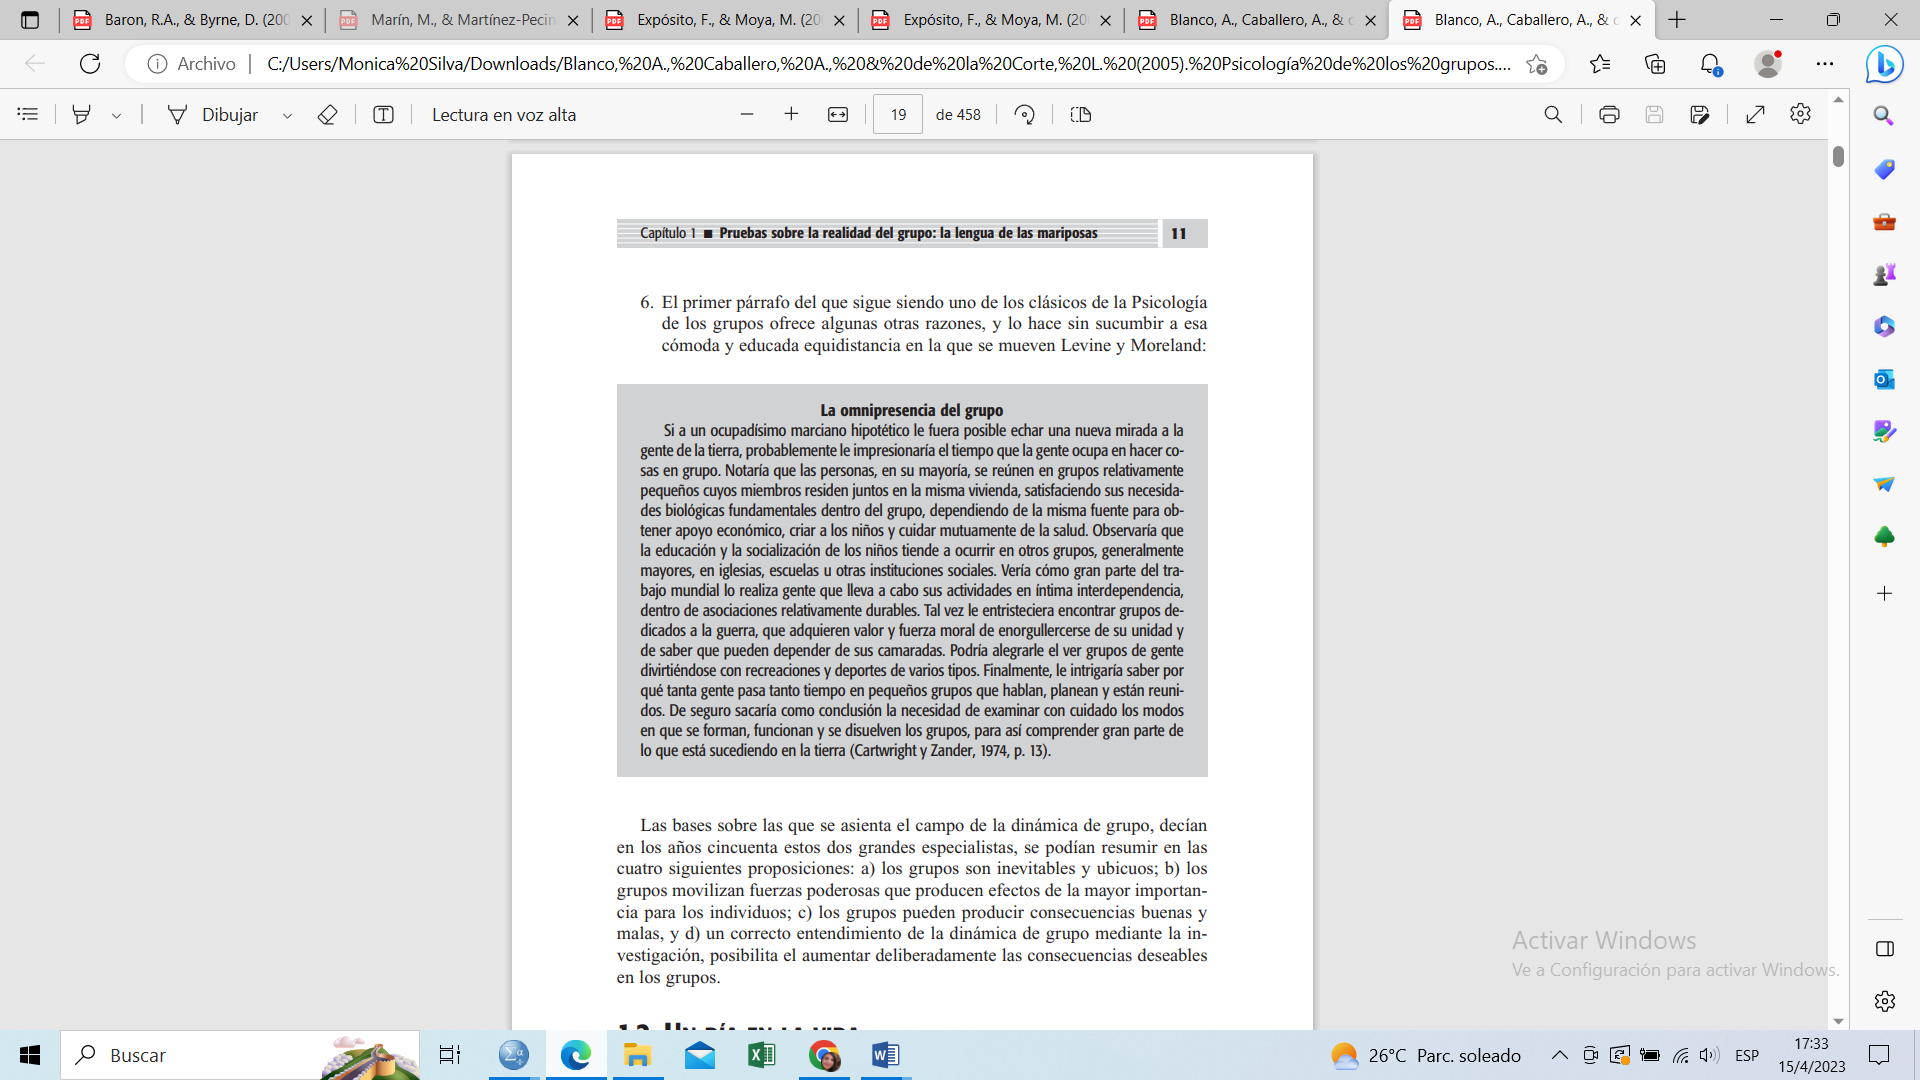 Baron, R.A., & Byrne, D. (200
Marín, M., & Martínez-Pecin
Expósito, F., & Moya, M. (20
Expósito, F., & Moya, M. (20
Blanco, A., Caballero, A., & d
Blanco, A., Caballero, A., & d
Archivo
C:/Users/Monica%20Silva/Downloads/Blanco,%20A.,%20Caballero,%20A.,%20&%20de%20la%20Corte,%20L.%20(2005).%20Psicología%20de%20los%20grupos....
Dibujar
Lectura en voz alta
19
de 458
Capítulo 1 ■ Pruebas sobre la realidad del grupo: la lengua de las mariposas 11
6. El primer párrafo del que sigue siendo uno de los clásicos de la Psicología
de los grupos ofrece algunas otras razones, y lo hace sin sucumbir a esa
cómoda y educada equidistancia en la que se mueven Levine y Moreland:
La omnipresencia del grupo
Si a un ocupadísimo marciano hipotético le fuera posible echar una nueva mirada a la
gente de la tierra, probablemente le impresionaría el tiempo que la gente ocupa en hacer co-
sas en grupo. Notaría que las personas, en su mayoría, se reúnen en grupos relativamente
pequeños cuyos miembros residen juntos en la misma vivienda, satisfaciendo sus necesida-
des biológicas fundamentales dentro del grupo, dependiendo de la misma fuente para ob-
tener apoyo económico, criar a los niños y cuidar mutuamente de la salud. Observaría que
la educación y la socialización de los niños tiende a ocurrir en otros grupos, generalmente
mayores, en iglesias, escuelas u otras instituciones sociales. Vería cómo gran parte del tra-
bajo mundial lo realiza gente que lleva a cabo sus actividades en íntima interdependencia,
dentro de asociaciones relativamente durables. Tal vez le entristeciera encontrar grupos de-
dicados a la guerra, que adquieren valor y fuerza moral de enorgullercerse de su unidad y
de saber que pueden depender de sus camaradas. Podría alegrarle el ver grupos de gente
divirtiéndose con recreaciones y deportes de varios tipos. Finalmente, le intrigaría saber por
qué tanta gente pasa tanto tiempo en pequeños grupos que hablan, planean y están reuni-
dos. De seguro sacaría como conclusión la necesidad de examinar con cuidado los modos
en que se forman, funcionan y se disuelven los grupos, para así comprender gran parte de
lo que está sucediendo en la tierra (Cartwright y Zander, 1974, p. 13).
Las bases sobre las que se asienta el campo de la dinámica de grupo, decían
en los años cincuenta estos dos grandes especialistas, se podían resumir en las
cuatro siguientes proposiciones: a) los grupos son inevitables y ubicuos; b) los
grupos movilizan fuerzas poderosas que producen efectos de la mayor importan-
cia para los individuos; c) los grupos pueden producir consecuencias buenas y
malas, y d) un correcto entendimiento de la dinámica de grupo mediante la in-
vestigación, posibilita el aumentar deliberadamente las consecuencias deseables
en los grupos.
1.2. UN DÍA EN LA VIDA
Activar Windows
Ve a Configuración para activar Windows.
Buscar
26°C Parc. soleado
ESP
17:33
15/4/2023